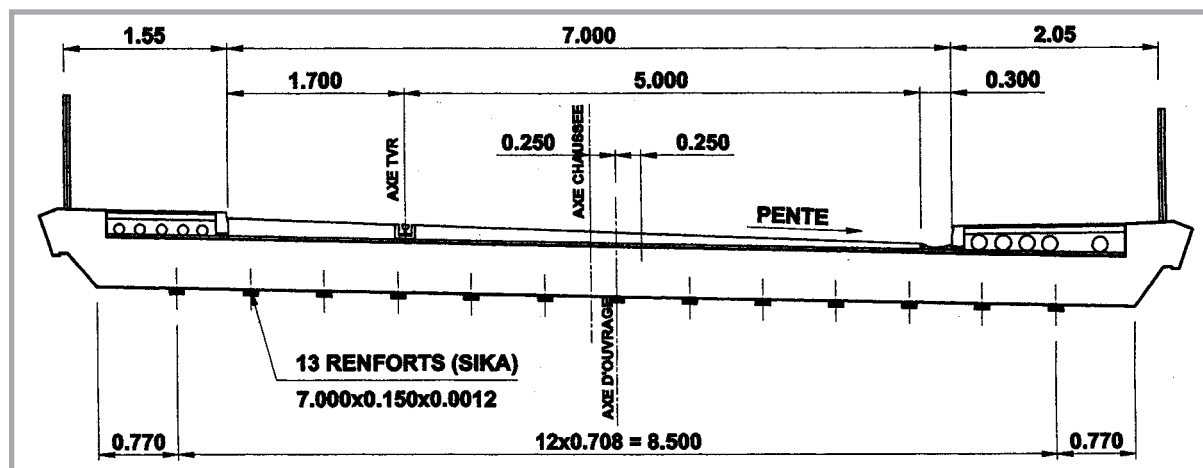 1.55
7.000
2.05
1.700
5.000
0.300
AXE TVR
AXE CHAUSSEE
0.250
0.250
PENTE
13 RENFORTS (SIKA)
7.000x0.150x0.0012
AXE D'OUVRAGE
0.770
12x0.708 = 8.500
0.770